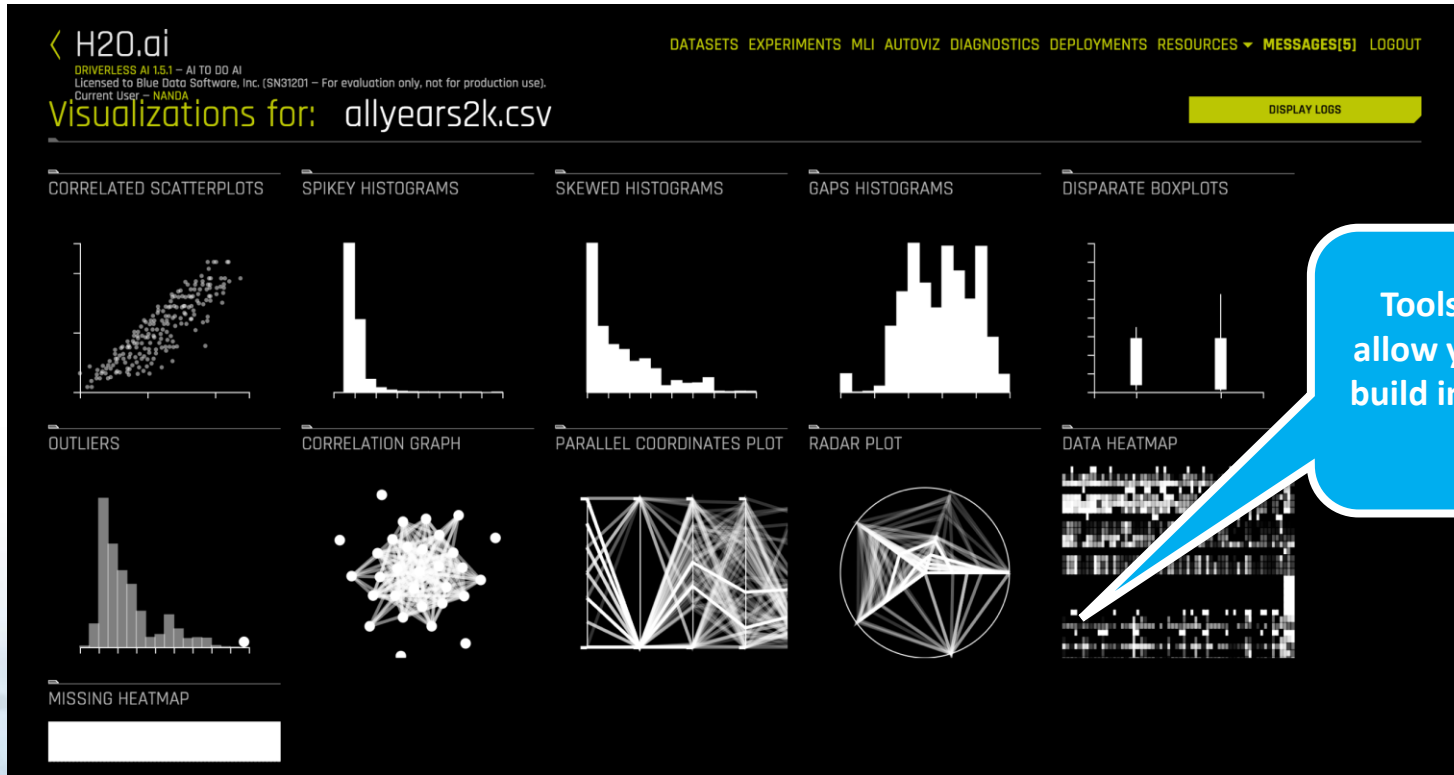 H2O.ai
DATASETS EXPERIMENTS MLI AUTOVIZ DIAGNOSTICS DEPLOYMENTS RESOURCES MESSAGES[5] LOGOUT
DRIVERLESS AI 1.5.1 – AI TO DO AI
Licensed to Blue Data Software, Inc. (SN31201 – For evaluation only, not for production use).
Current User – NANDA
Visualizations for: allyears2k.csv
DISPLAY LOGS
CORRELATED SCATTERPLOTS
SPIKEY HISTOGRAMS
SKEWED HISTOGRAMS
GAPS HISTOGRAMS
DISPARATE BOXPLOTS
Tools
allow
build
OUTLIERS
CORRELATION GRAPH
PARALLEL COORDINATES PLOT
RADAR PLOT
DATA HEATMAP
MISSING HEATMAP